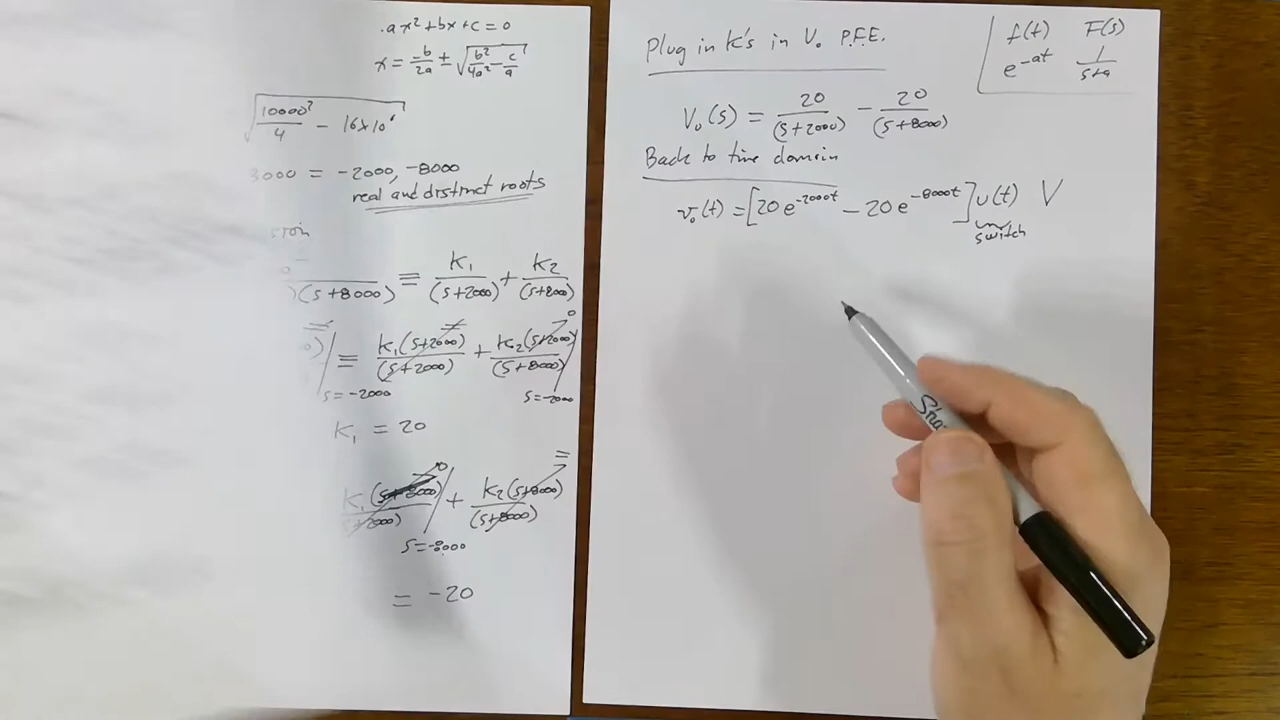 ax² + bx + c = 0
x = -b/2a ± √(b²/4a² - c/a)
√(10000²/4 - 16x10⁶)
3000 = -2000, -8000
real and distinct roots
)(s+8000) ≡ K₁/(s+2000) + K₂/(s+8000)
≡ K₁(s+2000)/(s+2000) + K₂(s+2000)/(s+8000)
s=-2000 s=-2000
K₁ = 20
K₁(s+8000)/(s+2000) + K₂(s+8000)/(s+8000)
s=-8000
= -20
Plug in K's in V₀ P.F.E.
f(t) F(s)
e^-at 1/(s+a)
V₀(s) = 20/(s+2000) - 20/(s+8000)
Back to time domain
v₀(t) = [20e^-2000t - 20e^-8000t]u(t) V
switch
Sha